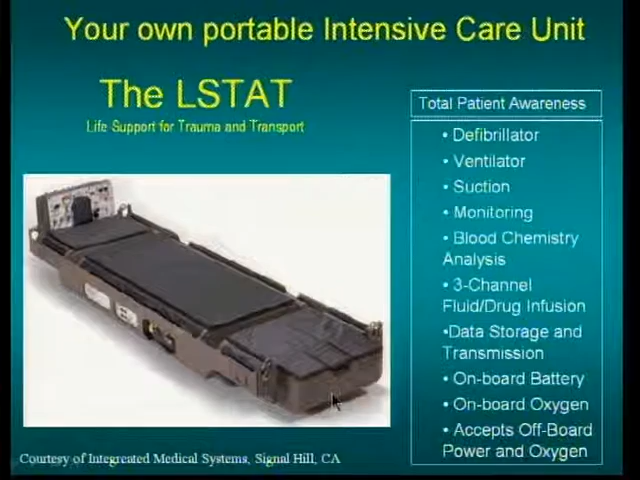 Your own portable Intensive Care Unit
The LSTAT
Life Support for Trauma and Transport
Total Patient Awareness
• Defibrillator
• Ventilator
• Suction
• Monitoring
• Blood Chemistry
Analysis
• 3-Channel
Fluid/Drug Infusion
•Data Storage and
Transmission
• On-board Battery
• On-board Oxygen
• Accepts Off-Board
Power and Oxygen
Courtesy of Integrated Medical Systems, Signal Hill, CA